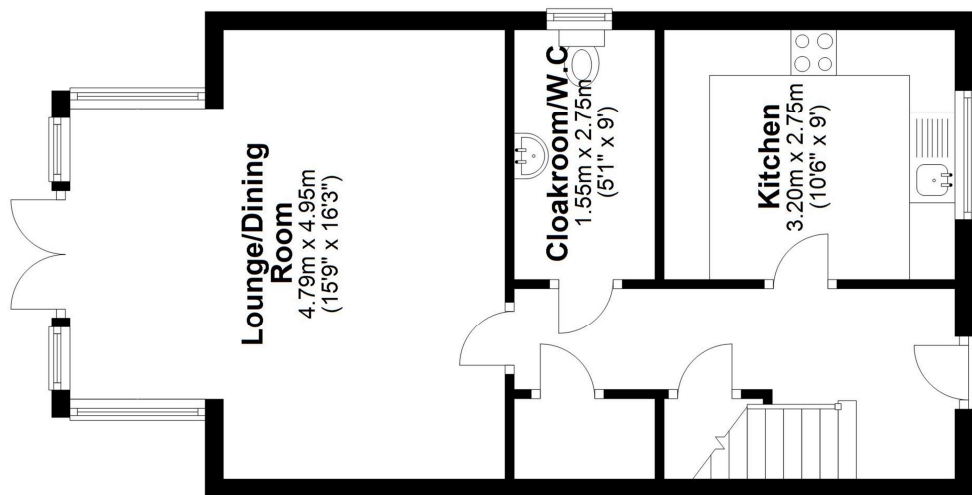 Lounge/Dining
Room
4.79m x 4.95m
(15'9" x 16'3")
Cloakroom/W.C
1.55m x 2.75m
(5'1" x 9')
Kitchen
3.20m x 2.75m
(10'6" x 9')